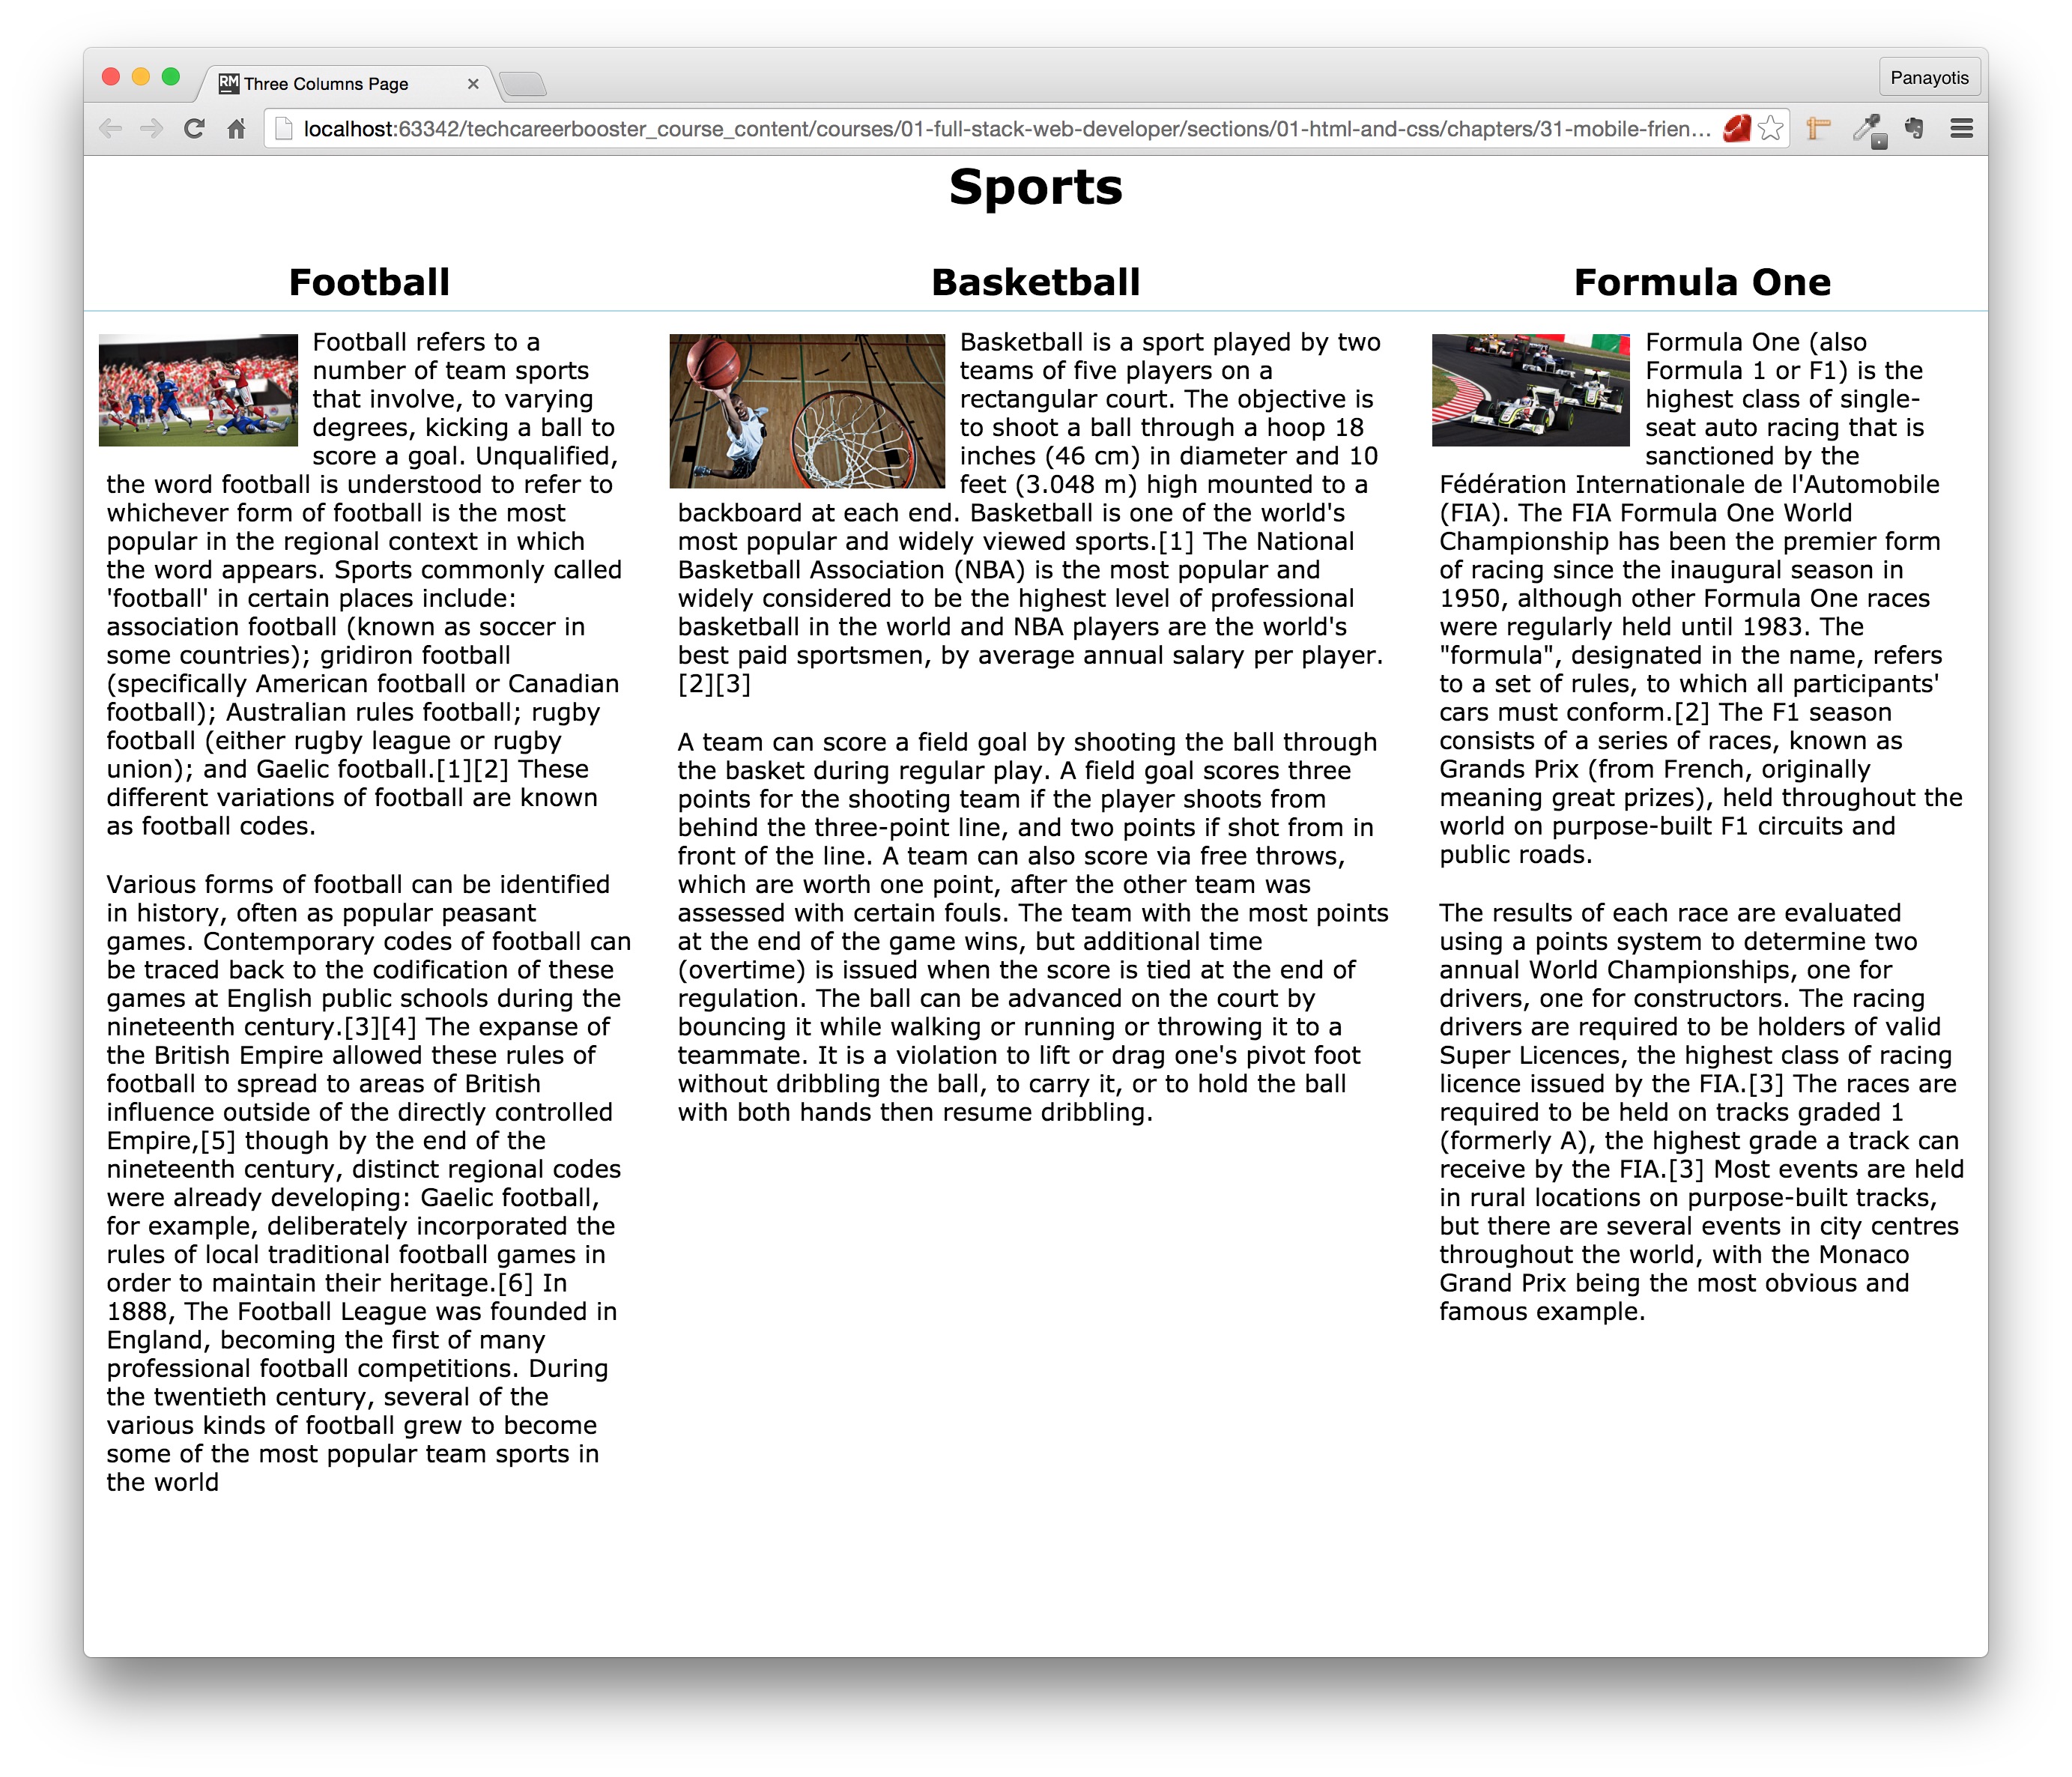 Three Columns Page
Panayotis
localhost:63342/techcareerbooster_course_content/courses/01-full-stack-web-developer/sections/01-html-and-css/chapters/31-mobile-frien...
Sports
Football
Football refers to a
number of team sports
that involve, to varying
degrees, kicking a ball to
score a goal. Unqualified,
the word football is understood to refer to
whichever form of football is the most
popular in the regional context in which
the word appears. Sports commonly called
'football' in certain places include:
association football (known as soccer in
some countries); gridiron football
(specifically American football or Canadian
football); Australian rules football; rugby
football (either rugby league or rugby
union); and Gaelic football.[1][2] These
different variations of football are known
as football codes.
Various forms of football can be identified
in history, often as popular peasant
games. Contemporary codes of football can
be traced back to the codification of these
games at English public schools during the
nineteenth century.[3][4] The expanse of
the British Empire allowed these rules of
football to spread to areas of British
influence outside of the directly controlled
Empire,[5] though by the end of the
nineteenth century, distinct regional codes
were already developing: Gaelic football,
for example, deliberately incorporated the
rules of local traditional football games in
order to maintain their heritage.[6] In
1888, The Football League was founded in
England, becoming the first of many
professional football competitions. During
the twentieth century, several of the
various kinds of football grew to become
some of the most popular team sports in
the world
Basketball
Basketball is a sport played by two
teams of five players on a
rectangular court. The objective is
to shoot a ball through a hoop 18
inches (46 cm) in diameter and 10
feet (3.048 m) high mounted to a
backboard at each end. Basketball is one of the world's
most popular and widely viewed sports.[1] The National
Basketball Association (NBA) is the most popular and
widely considered to be the highest level of professional
basketball in the world and NBA players are the world's
best paid sportsmen, by average annual salary per player.
[2][3]
A team can score a field goal by shooting the ball through
the basket during regular play. A field goal scores three
points for the shooting team if the player shoots from
behind the three-point line, and two points if shot from in
front of the line. A team can also score via free throws,
which are worth one point, after the other team was
assessed with certain fouls. The team with the most points
at the end of the game wins, but additional time
(overtime) is issued when the score is tied at the end of
regulation. The ball can be advanced on the court by
bouncing it while walking or running or throwing it to a
teammate. It is a violation to lift or drag one's pivot foot
without dribbling the ball, to carry it, or to hold the ball
with both hands then resume dribbling.
Formula One
Formula One (also
Formula 1 or F1) is the
highest class of single-
seat auto racing that is
sanctioned by the
Fédération Internationale de l'Automobile
(FIA). The FIA Formula One World
Championship has been the premier form
of racing since the inaugural season in
1950, although other Formula One races
were regularly held until 1983. The
"formula", designated in the name, refers
to a set of rules, to which all participants'
cars must conform.[2] The F1 season
consists of a series of races, known as
Grands Prix (from French, originally
meaning great prizes), held throughout the
world on purpose-built F1 circuits and
public roads.
The results of each race are evaluated
using a points system to determine two
annual World Championships, one for
drivers, one for constructors. The racing
drivers are required to be holders of valid
Super Licences, the highest class of racing
licence issued by the FIA.[3] The races are
required to be held on tracks graded 1
(formerly A), the highest grade a track can
receive by the FIA.[3] Most events are held
in rural locations on purpose-built tracks,
but there are several events in city centres
throughout the world, with the Monaco
Grand Prix being the most obvious and
famous example.